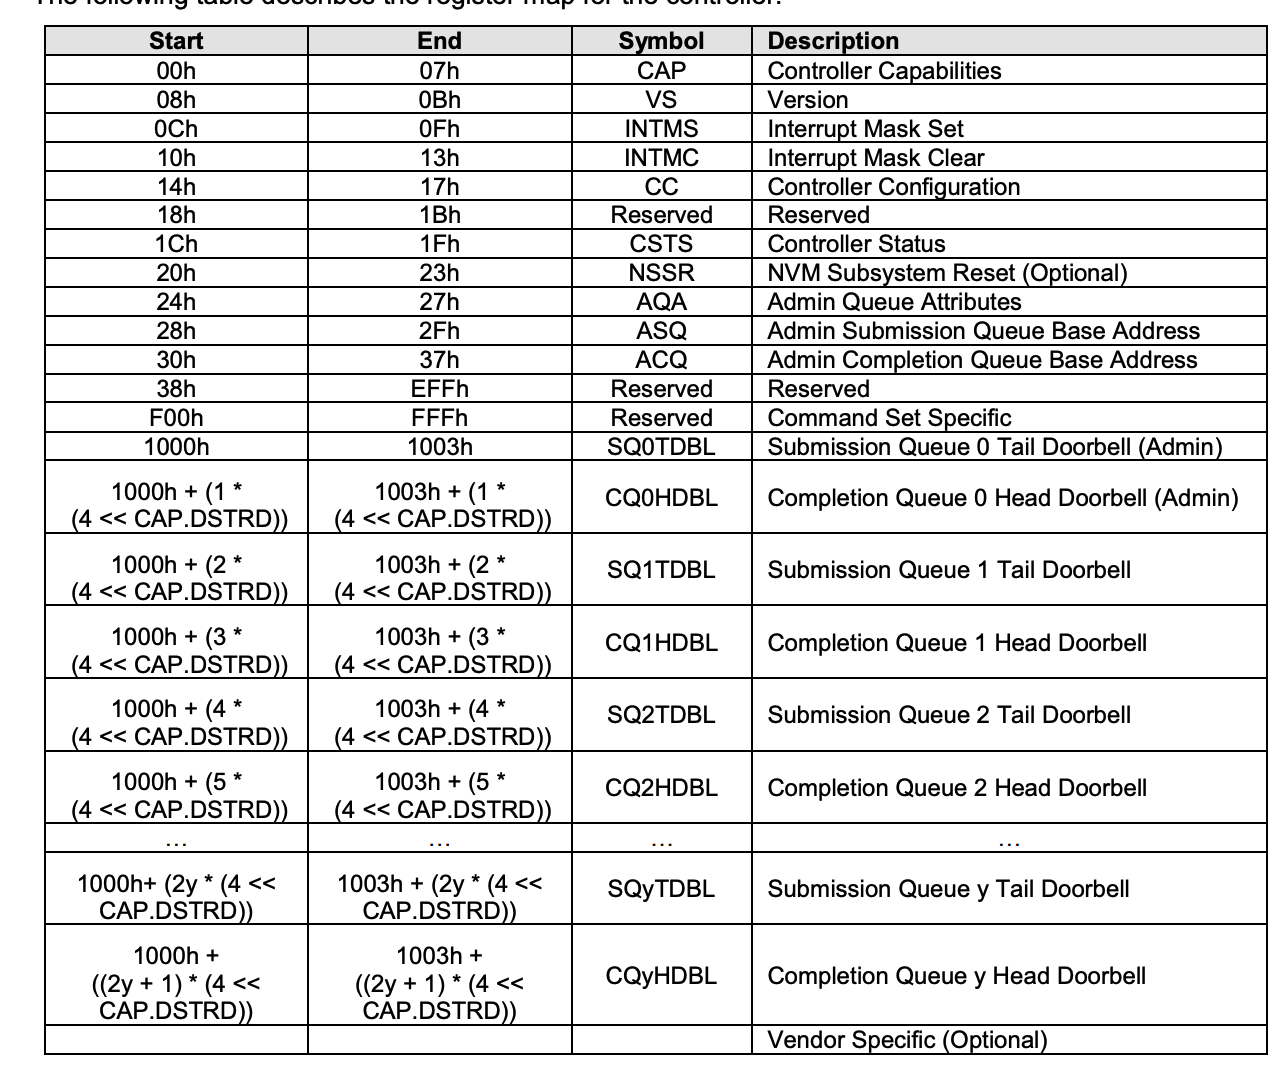 The following table describes the register map for the controller.
Start End Symbol Description
00h 07h CAP Controller Capabilities
08h 0Bh VS Version
0Ch 0Fh INTMS Interrupt Mask Set
10h 13h INTMC Interrupt Mask Clear
14h 17h CC Controller Configuration
18h 1Bh Reserved Reserved
1Ch 1Fh CSTS Controller Status
20h 23h NSSR NVM Subsystem Reset (Optional)
24h 27h AQA Admin Queue Attributes
28h 2Fh ASQ Admin Submission Queue Base Address
30h 37h ACQ Admin Completion Queue Base Address
38h EFFh Reserved Reserved
F00h FFFh Reserved Command Set Specific
1000h 1003h SQ0TDBL Submission Queue 0 Tail Doorbell (Admin)
1000h + (1 *
(4 << CAP.DSTRD))
1003h + (1 *
(4 << CAP.DSTRD))
CQ0HDBL
Completion Queue 0 Head Doorbell (Admin)
1000h + (2 *
(4 << CAP.DSTRD))
1003h + (2 *
(4 << CAP.DSTRD))
SQ1TDBL
Submission Queue 1 Tail Doorbell
1000h + (3 *
(4 << CAP.DSTRD))
1003h + (3 *
(4 << CAP.DSTRD))
CQ1HDBL
Completion Queue 1 Head Doorbell
1000h + (4 *
(4 << CAP.DSTRD))
1003h + (4 *
(4 << CAP.DSTRD))
SQ2TDBL
Submission Queue 2 Tail Doorbell
1000h + (5 *
(4 << CAP.DSTRD))
1003h + (5 *
(4 << CAP.DSTRD))
CQ2HDBL
Completion Queue 2 Head Doorbell
… … … …
1000h+ (2y * (4 <<
CAP.DSTRD))
1003h + (2y * (4 <<
CAP.DSTRD))
SQyTDBL
Submission Queue y Tail Doorbell
1000h +
((2y + 1) * (4 <<
CAP.DSTRD))
1003h +
((2y + 1) * (4 <<
CAP.DSTRD))
CQyHDBL
Completion Queue y Head Doorbell
Vendor Specific (Optional)